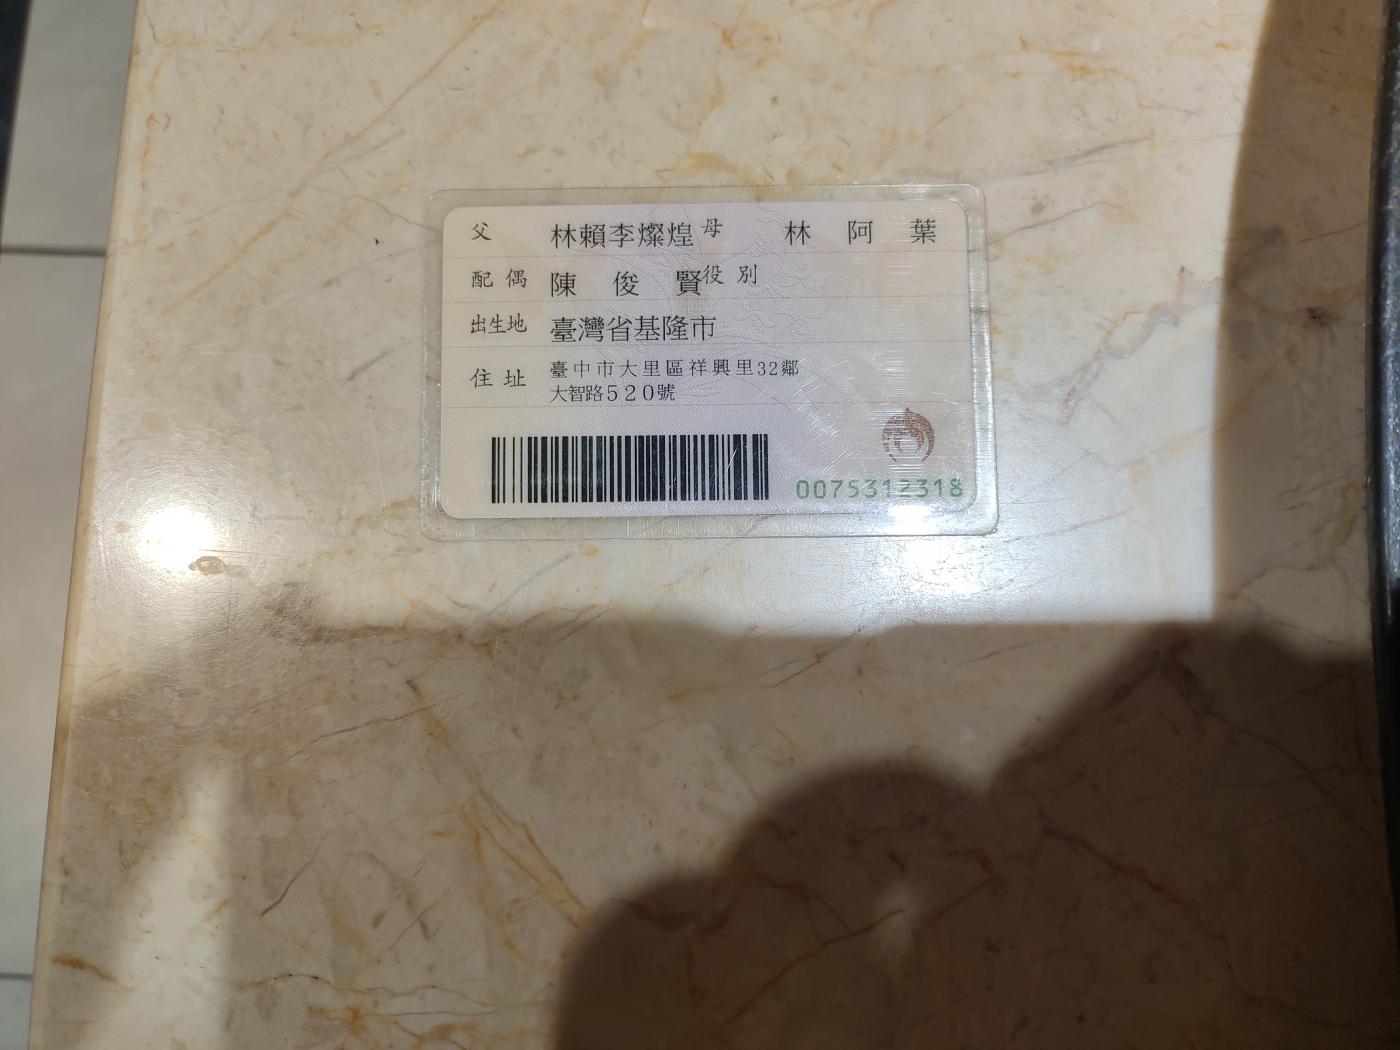 父 林賴李燦煌 母 林阿葉
配偶 陳俊賢 役別
出生地 臺灣省基隆市
住址 臺中市大里區祥興里32鄰
大智路520號
0075312318